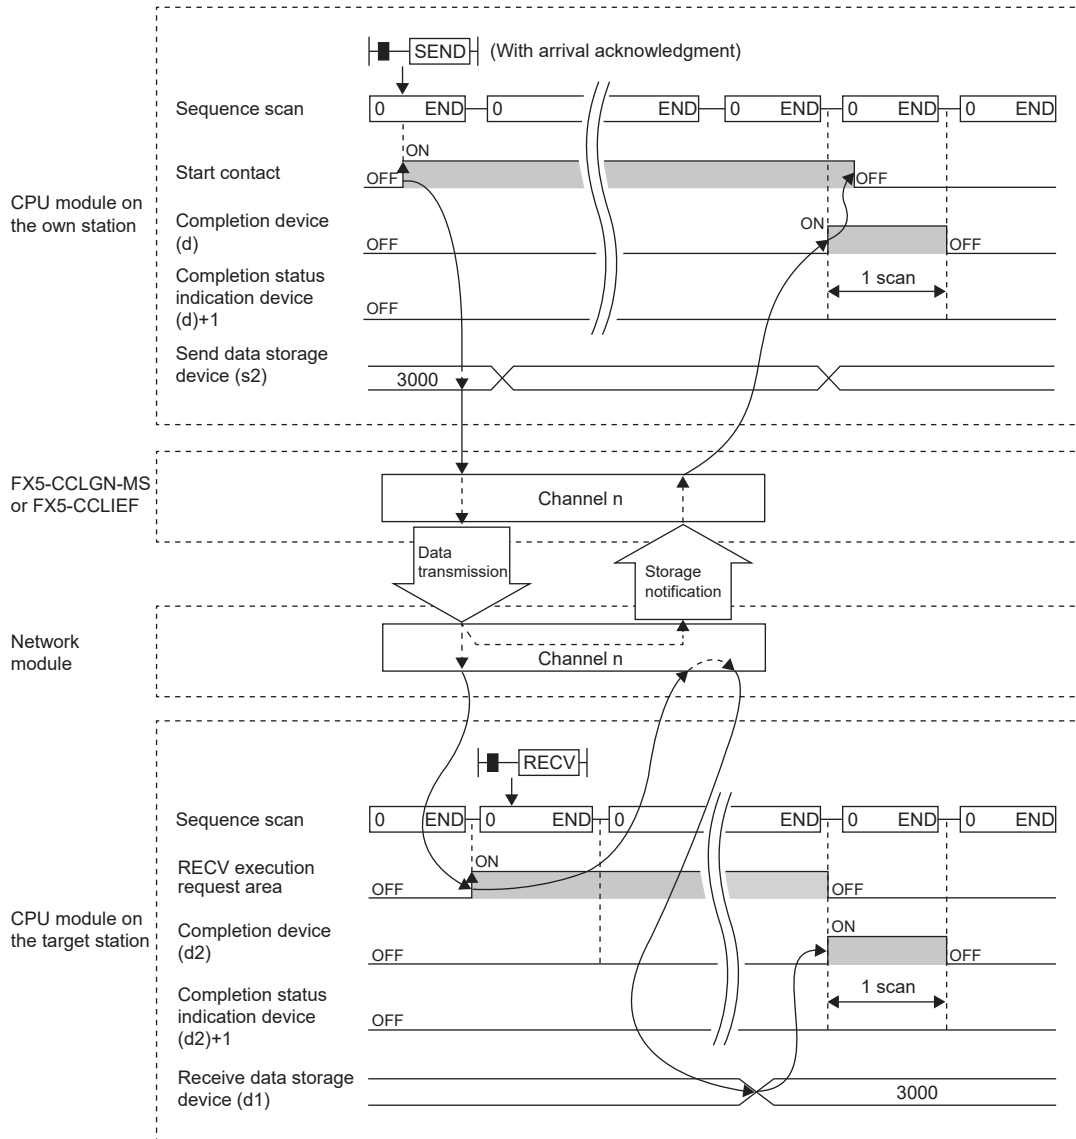 SEND (With arrival acknowledgment)
Sequence scan
0 END 0 END 0 END 0 END 0 END
ON
Start contact
OFF OFF
CPU module on
the own station
Completion device
(d)
ON
OFF OFF
1 scan
Completion status
indication device
(d)+1
OFF
Send data storage
device (s2)
3000
FX5-CCLGN-MS
or FX5-CCLIEF
Channel n
Data
transmission
Storage
notification
Network
module
Channel n
RECV
Sequence scan
0 END 0 END 0 END 0 END 0 END
RECV execution
request area
ON
OFF OFF
CPU module on
the target station
Completion device
(d2)
ON
OFF OFF
1 scan
Completion status
indication device
(d2)+1
OFF
Receive data storage
device (d1)
3000